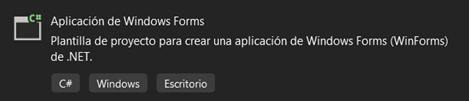 C#
Aplicación de Windows Forms
Plantilla de proyecto para crear una aplicación de Windows Forms (WinForms)
de .NET.
C# Windows Escritorio